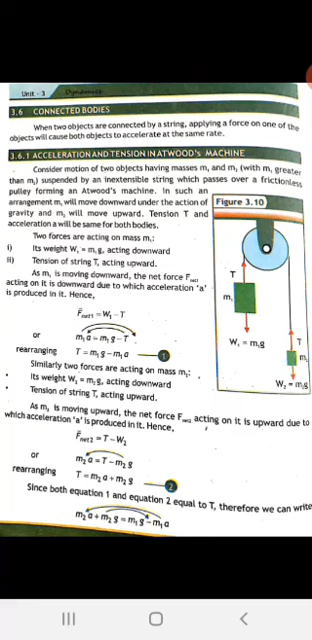 Unit - 3 Dynamics
3.6 CONNECTED BODIES
When two objects are connected by a string, applying a force on one of the
objects will cause both objects to accelerate at the same rate.
3.6.1 ACCELERATION AND TENSION IN ATWOOD's MACHINE
Consider motion of two objects having masses m₁ and m₂ (with m₁ greater
than m₂) suspended by an inextensible string which passes over a frictionless
pulley forming an Atwood's machine. In such an
arrangement m₁ will move downward under the action of
gravity and m₂ will move upward. Tension T and
acceleration a will be same for both bodies.
Figure 3.10
Two forces are acting on mass m₁:
i) Its weight W₁ = m₁g, acting downward
ii) Tension of string T, acting upward.
As m₁ is moving downward, the net force Fnet1
acting on it is downward due to which acceleration 'a'
is produced in it. Hence,
T
m₁
W₁ = m₁g
T
m₂
W₂ = m₂g
Fnet1 = W₁ - T
or m₁a = m₁g - T
rearranging T = m₁g - m₁a 1
Similarly two forces are acting on mass m₂:
• Its weight W₂ = m₂g, acting downward
• Tension of string T, acting upward.
As m₂ is moving upward, the net force Fnet2 acting on it is upward due to
which acceleration 'a' is produced in it. Hence,
Fnet2 = T - W₂
or m₂a = T - m₂g
rearranging T = m₂a + m₂g 2
Since both equation 1 and equation 2 equal to T, therefore we can write
m₂a + m₂g = m₁g - m₁a